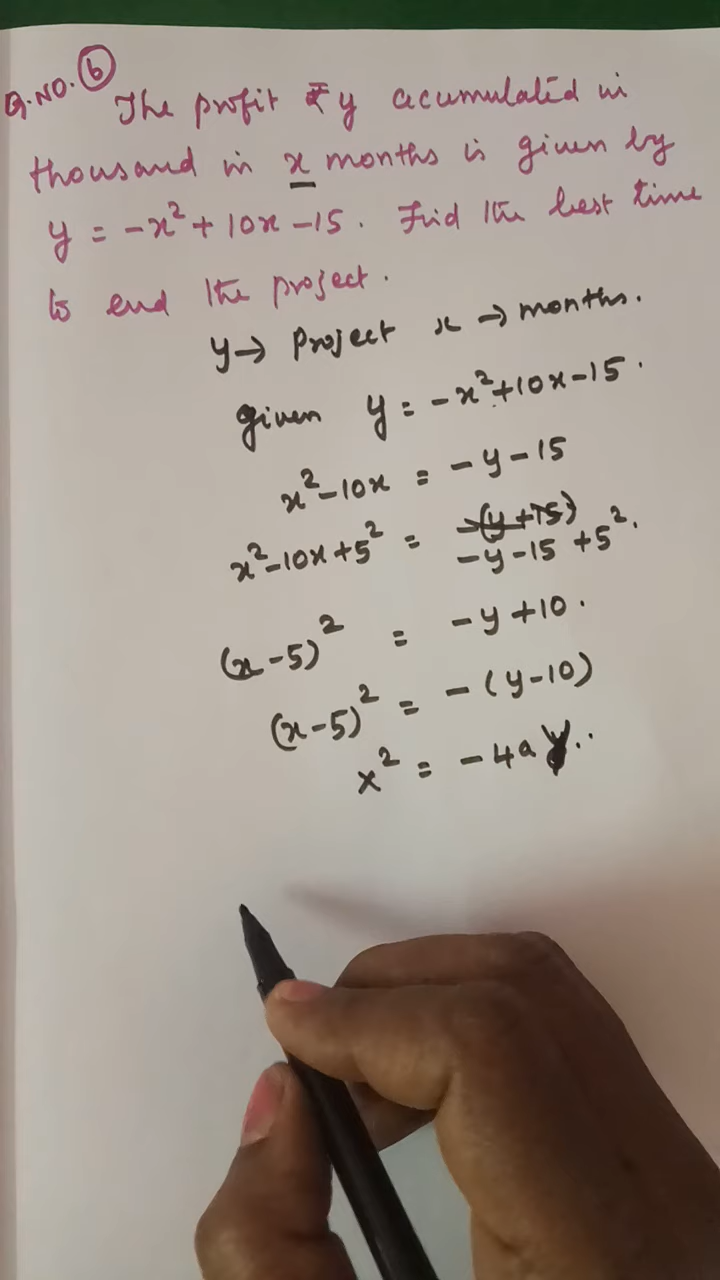 Q.NO. 6 The profit ₹y acumulated in
thousand in x months is given by
y = -x² + 10x - 15. Find the best time
to end the project.
y → Project x → months.
given y = -x² + 10x - 15.
x² - 10x = -y - 15
-(y+15)
x² - 10x + 5² = -y - 15 + 5².
(x - 5)² = -y + 10.
(x - 5)² = -(y - 10)
x² = -4a y..